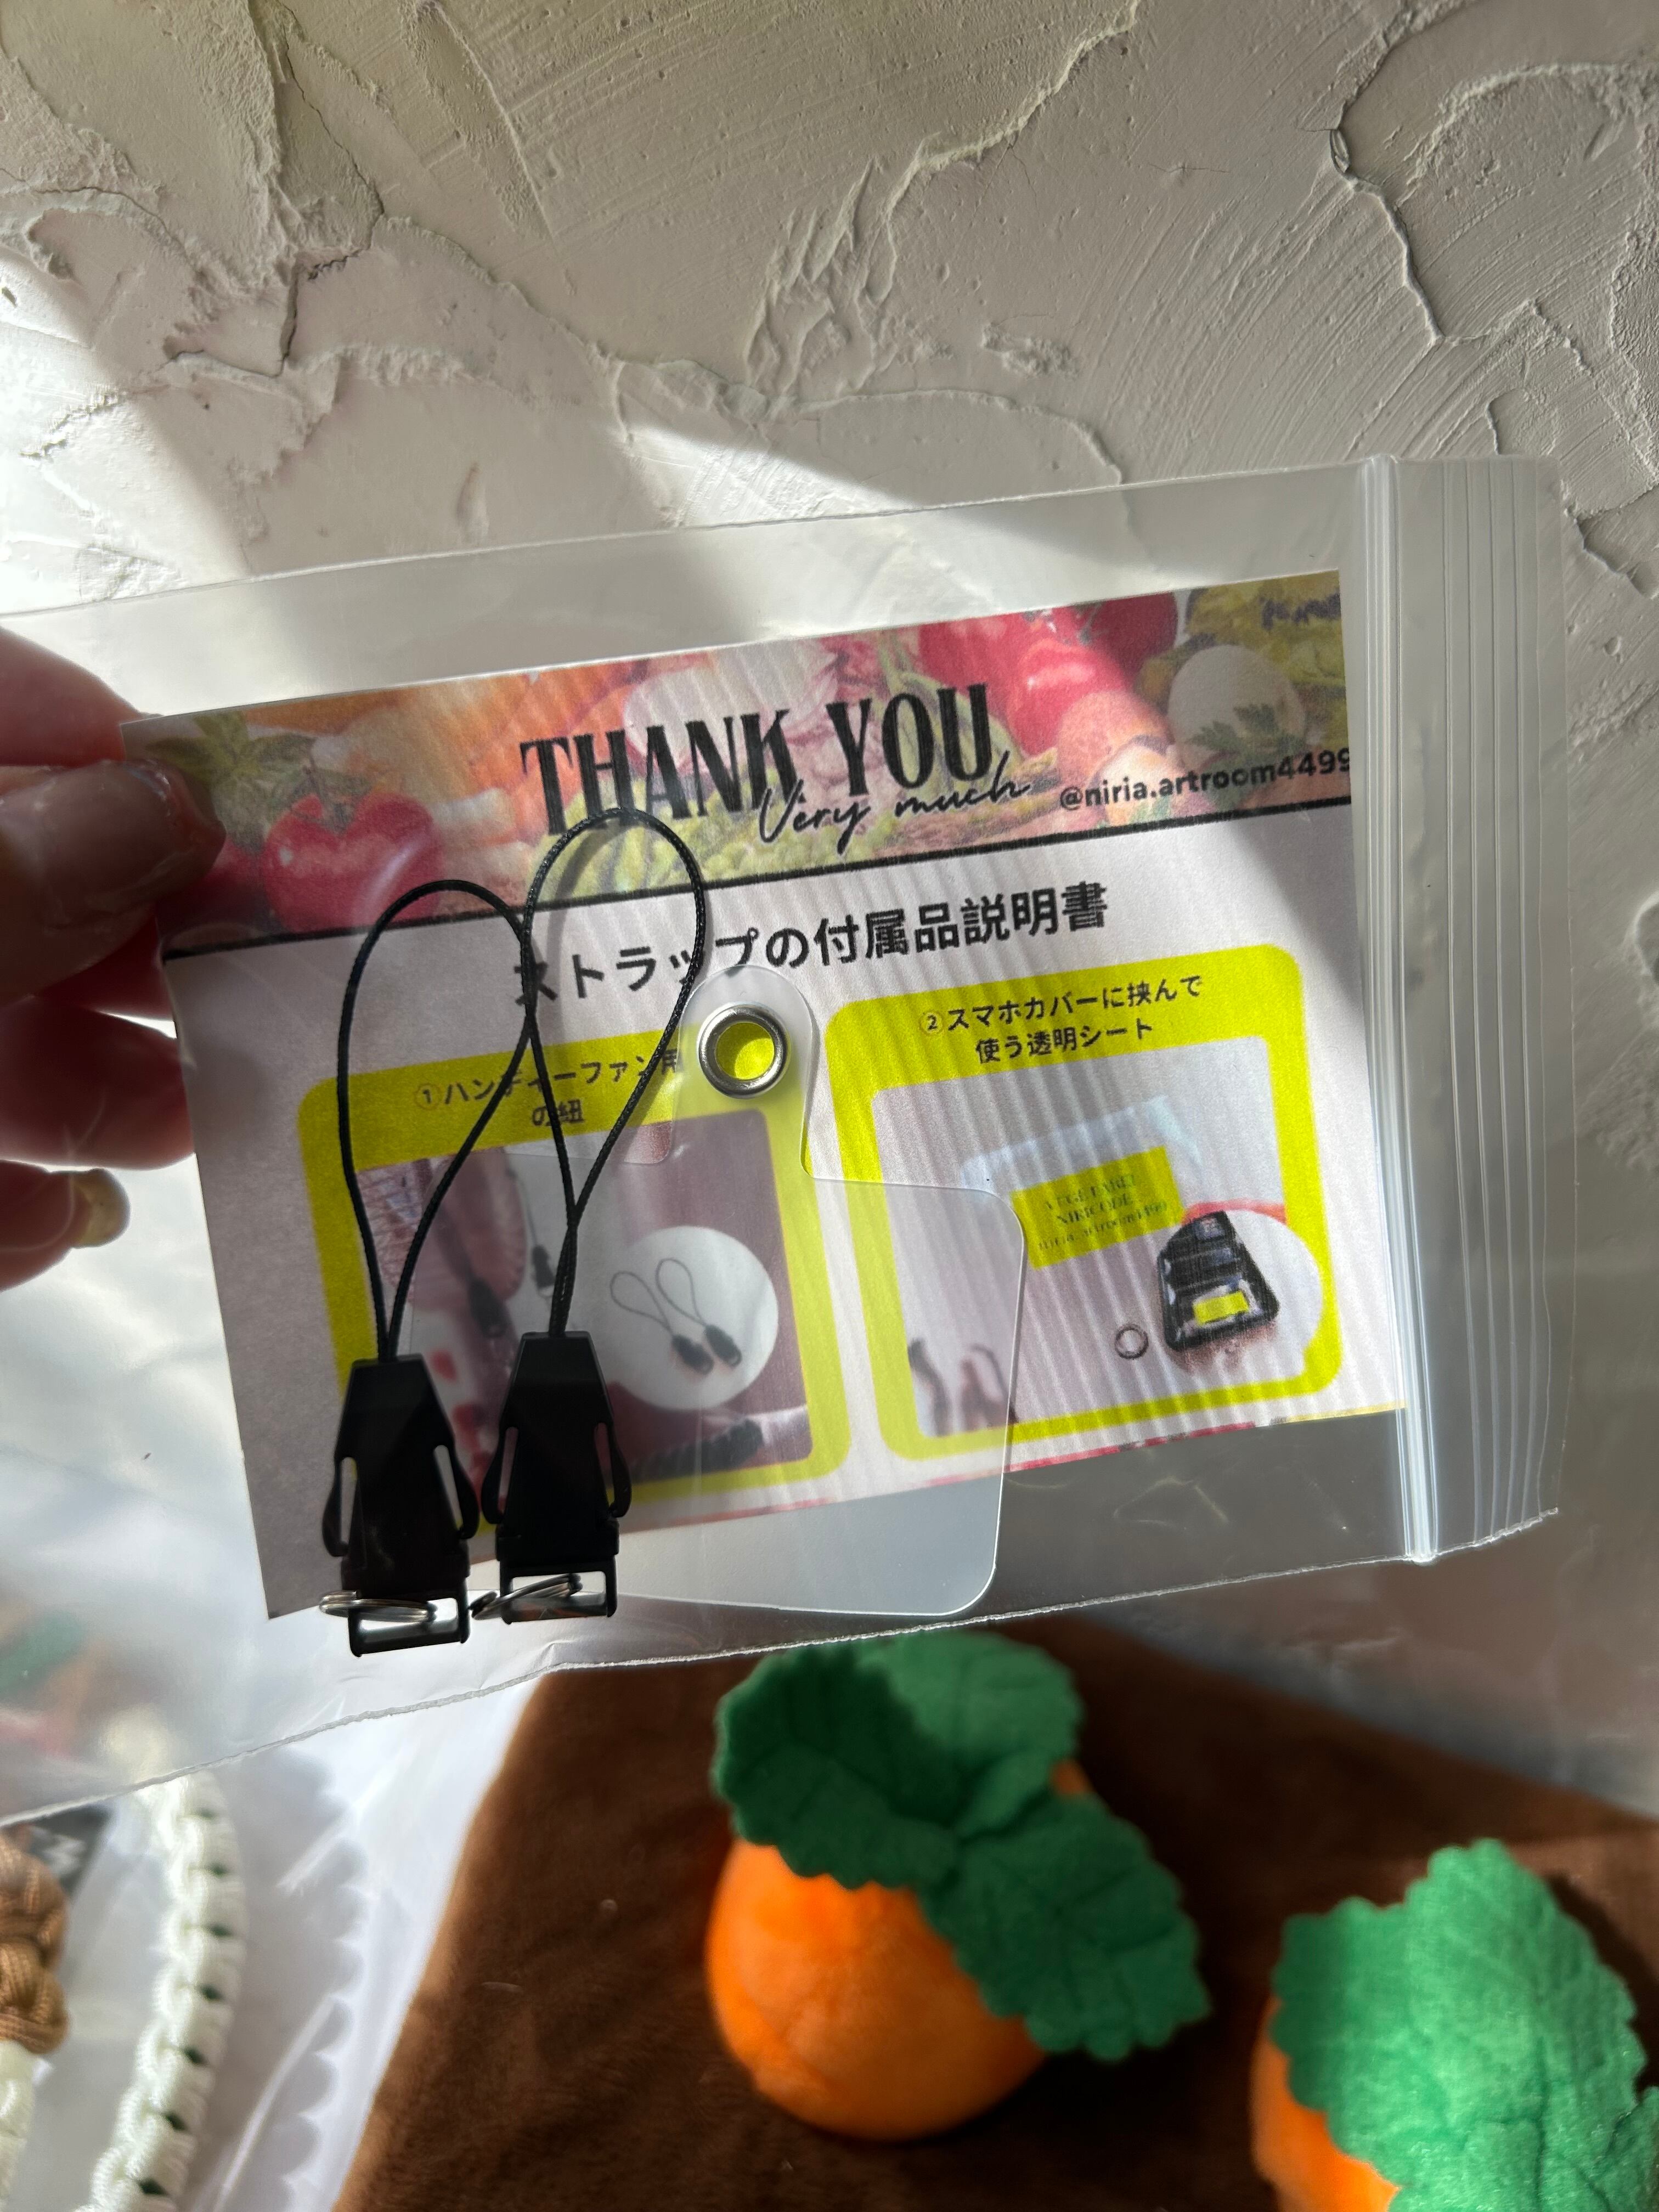 THANK YOU
Very much
@niria.artroom4499
ストラップの付属品説明書
①ハンディーファン用
の紐
②スマホカバーに挟んで
使う透明シート